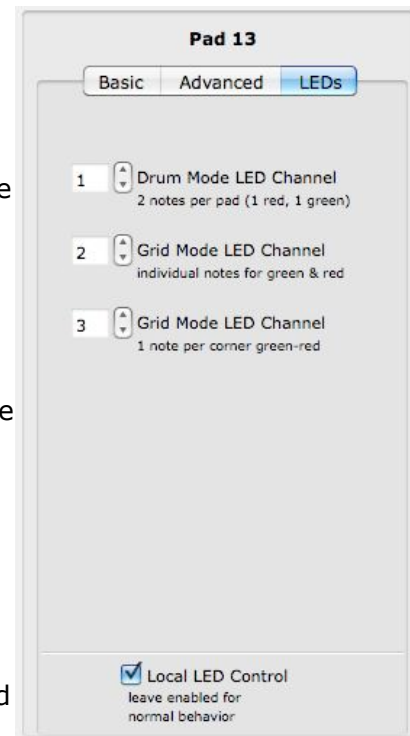 Pad 13
Basic Advanced LEDs
1 Drum Mode LED Channel
2 notes per pad (1 red, 1 green)
2 Grid Mode LED Channel
individual notes for green & red
3 Grid Mode LED Channel
1 note per corner green-red
Local LED Control
leave enabled for
normal behavior